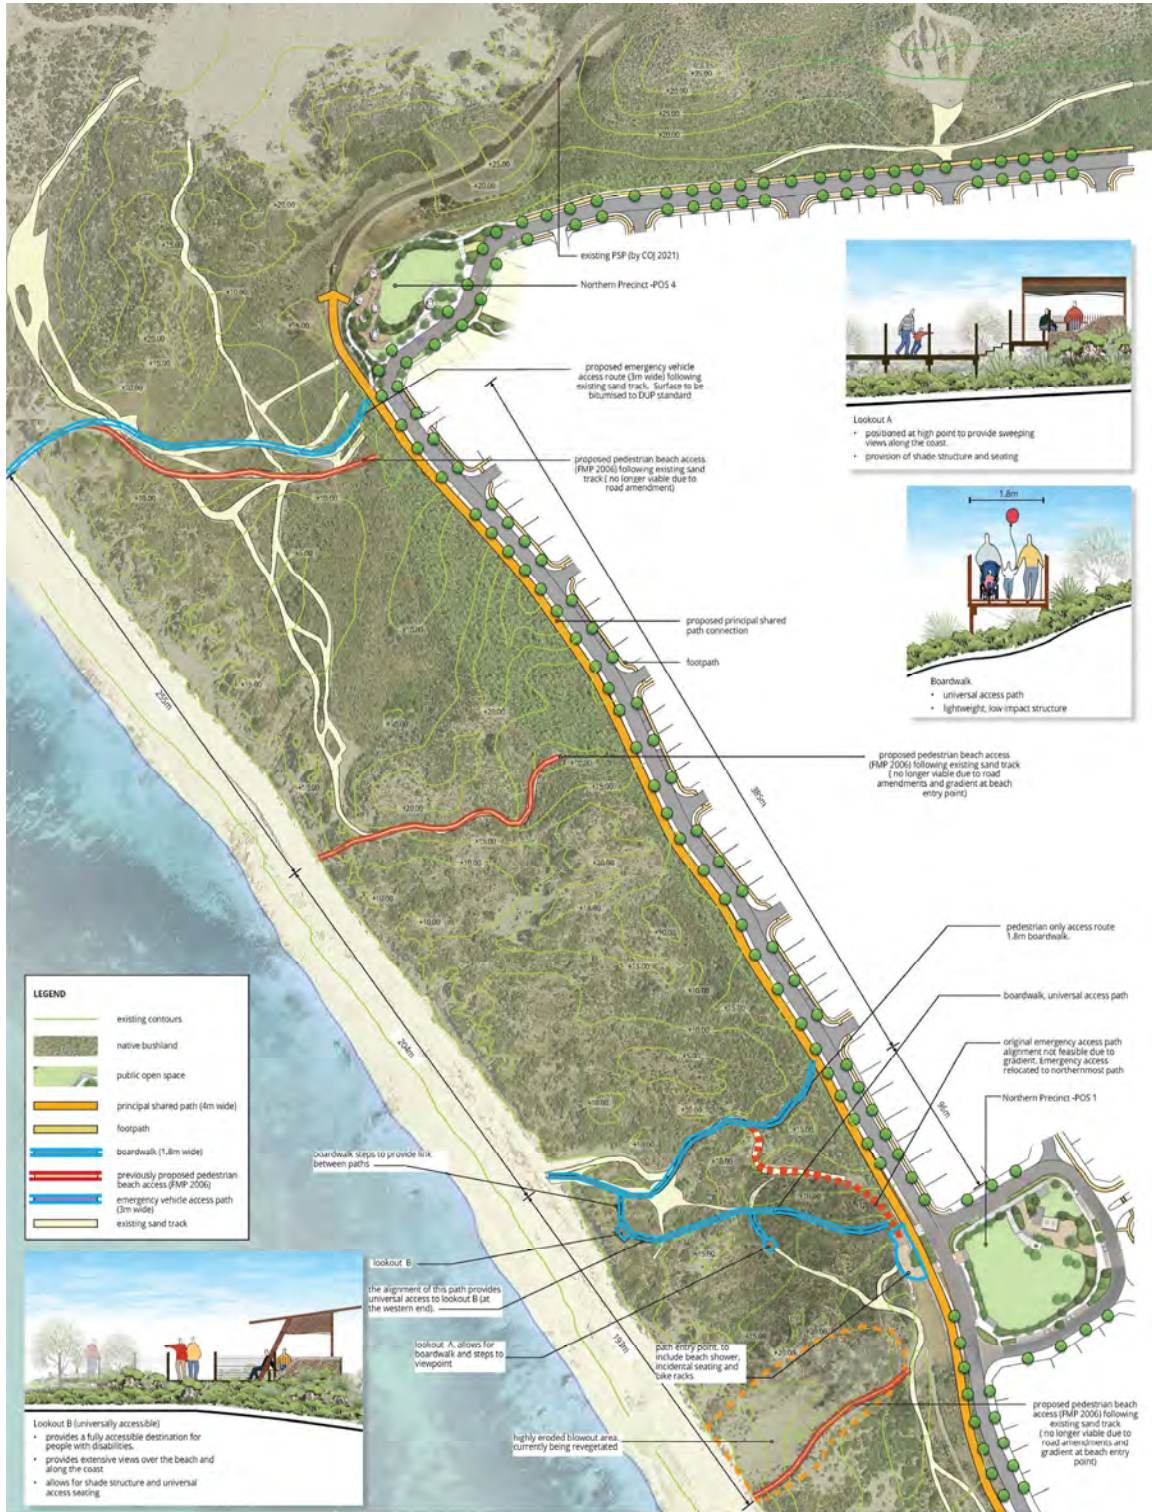 existing PSP (by COJ 2021)
Northern Precinct -POS 4
proposed emergency vehicle
access route (3m wide) following
existing sand track. Surface to be
bitumised to DUP standard
proposed pedestrian beach access
(FMP 2006) following existing sand
track ( no longer viable due to
road amendment)
Lookout A
• positioned at high point to provide sweeping
views along the coast.
• provision of shade structure and seating
1.8m
Boardwalk
• universal access path
• lightweight, low impact structure
proposed principal shared
path connection
footpath
255m
385m
proposed pedestrian beach access
(FMP 2006) following existing sand track
( no longer viable due to road
amendments and gradient at beach
entry point)
pedestrian only access route
1.8m boardwalk.
boardwalk, universal access path
original emergency access path
alignment not feasible due to
gradient. Emergency access
relocated to northernmost path
Northern Precinct -POS 1
204m
96m
LEGEND
existing contours
native bushland
public open space
principal shared path (4m wide)
footpath
boardwalk (1.8m wide)
previously proposed pedestrian
beach access (FMP 2006)
emergency vehicle access path
(3m wide)
existing sand track
boardwalk steps to provide link
between paths
lookout B
the alignment of this path provides
universal access to lookout B (at
the western end).
lookout A, allows for
boardwalk and steps to
viewpoint
193m
path entry point, to
include beach shower,
incidental seating and
bike racks
highly eroded blowout area
currently being revegetated
proposed pedestrian beach
access (FMP 2006) following
existing sand track
( no longer viable due to
road amendments and
gradient at beach entry
point)
Lookout B (universally accessible)
• provides a fully accessible destination for
people with disabilities.
• provides extensive views over the beach and
along the coast
• allows for shade structure and universal
access seating